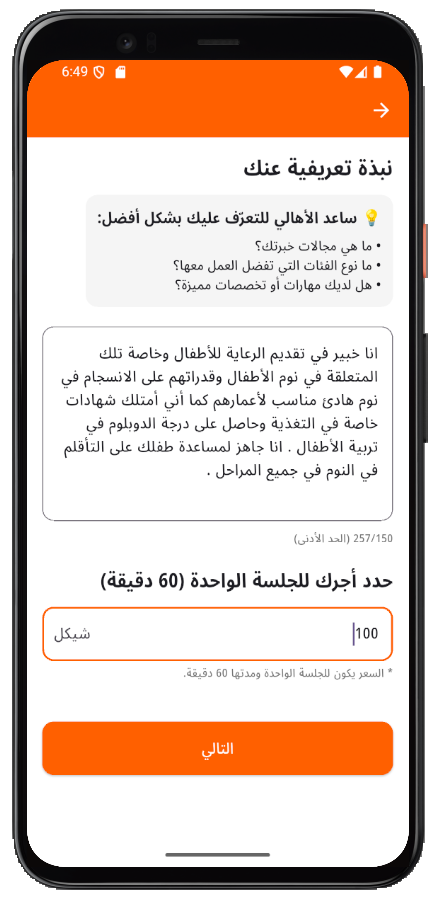 6:49
نبذة تعريفية عنك
💡 ساعد الأهالي للتعرّف عليك بشكل أفضل:
• ما هي مجالات خبرتك؟
• ما نوع الفئات التي تفضل العمل معها؟
• هل لديك مهارات أو تخصصات مميزة؟
انا خبير في تقديم الرعاية للأطفال وخاصة تلك
المتعلقة في نوم الأطفال وقدراتهم على الانسجام في
نوم هادئ مناسب لأعمارهم كما أني أمتلك شهادات
خاصة في التغذية وحاصل على درجة الدوبلوم في
تربية الأطفال . انا جاهز لمساعدة طفلك على التأقلم
في النوم في جميع المراحل .
257/150 (الحد الأدنى)
حدد أجرك للجلسة الواحدة (60 دقيقة)
100 شيكل
* السعر يكون للجلسة الواحدة ومدتها 60 دقيقة.
التالي